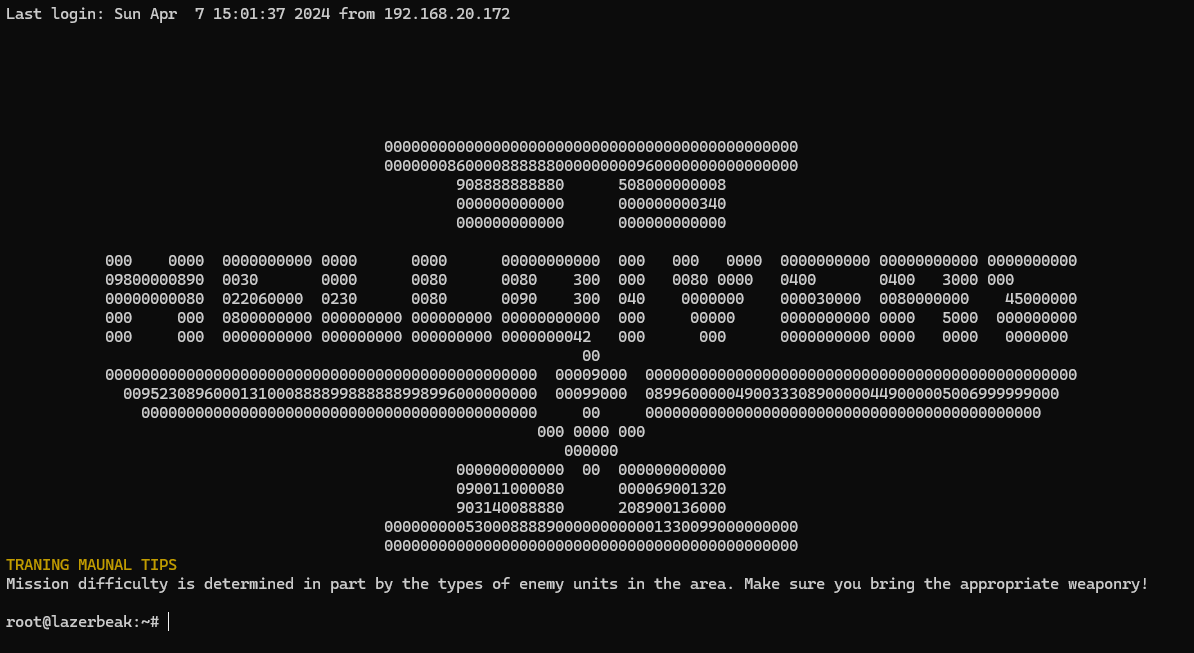 Last login: Sun Apr  7 15:01:37 2024 from 192.168.20.172
0000000000000000000000000000000000000000000000
0000000860000888888800000000096000000000000000
908888888880      508000000008
000000000000      000000000340
000000000000      000000000000
000    0000  0000000000 0000      0000      00000000000  000   000   0000  0000000000 00000000000 0000000000
09800000890  0030       0000      0080      0080    300  000   0080 0000   0400       0400   3000 000
00000000080  022060000  0230      0080      0090    300  040    0000000    000030000  0080000000    45000000
000     000  0800000000 000000000 000000000 00000000000  000     00000     0000000000 0000   5000  000000000
000     000  0000000000 000000000 000000000 0000000042   000      000      0000000000 0000   0000   0000000
00
000000000000000000000000000000000000000000000000  00009000  000000000000000000000000000000000000000000000000
0095230896000131000888899888888998996000000000  00099000  0899600000490033308900000449000005006999999000
00000000000000000000000000000000000000000000     00     00000000000000000000000000000000000000000000
000 0000 000
000000
000000000000  00  000000000000
090011000080      000069001320
903140088880      208900136000
0000000005300088889000000000001330099000000000
0000000000000000000000000000000000000000000000
TRANING MAUNAL TIPS
Mission difficulty is determined in part by the types of enemy units in the area. Make sure you bring the appropriate weaponry!
root@lazerbeak:~#